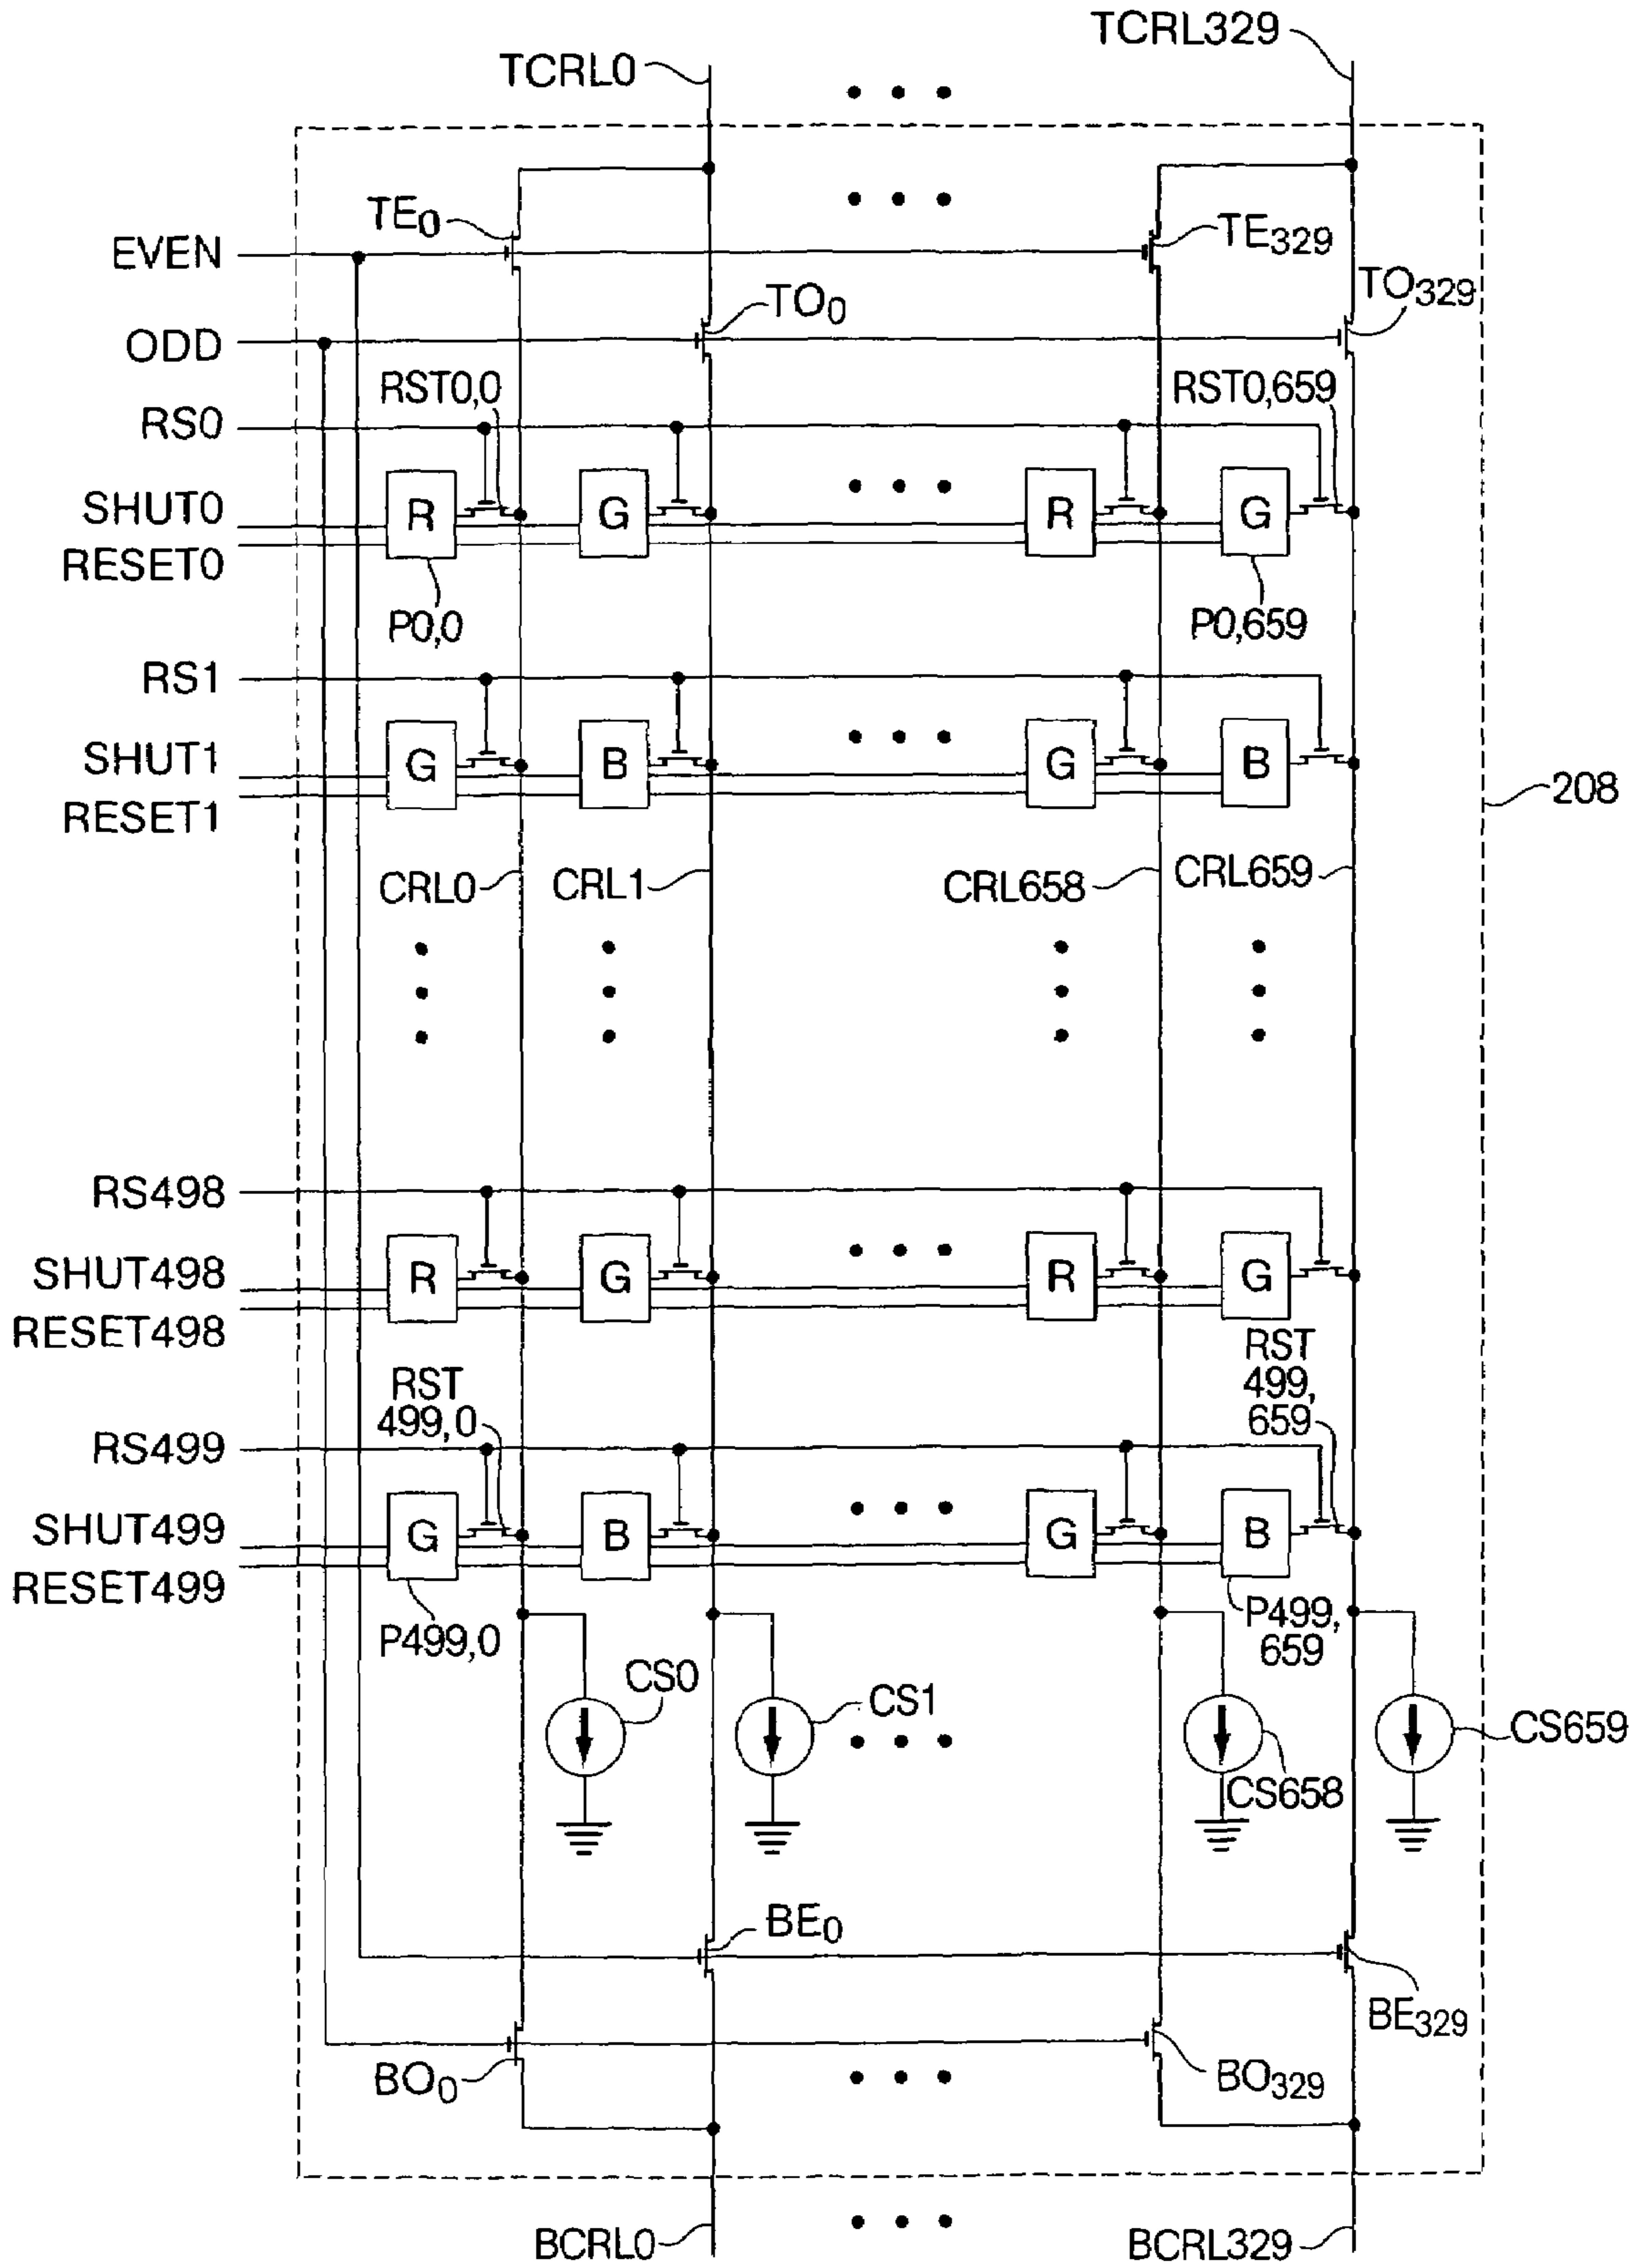 TCRL329
TCRL0
TE0
EVEN
TE329
TO0
TO329
ODD
RST0,0
RST0,659
RS0
SHUT0
R
G
R
G
RESET0
P0,0
P0,659
RS1
SHUT1
G
B
G
B
RESET1
208
CRL0
CRL1
CRL658
CRL659
RS498
SHUT498
R
G
R
G
RESET498
RST
499,0
RST
499,
659
RS499
SHUT499
G
B
G
B
RESET499
P499,0
P499,
659
CS0
CS1
CS658
CS659
BE0
BE329
BO0
BO329
BCRL0
BCRL329